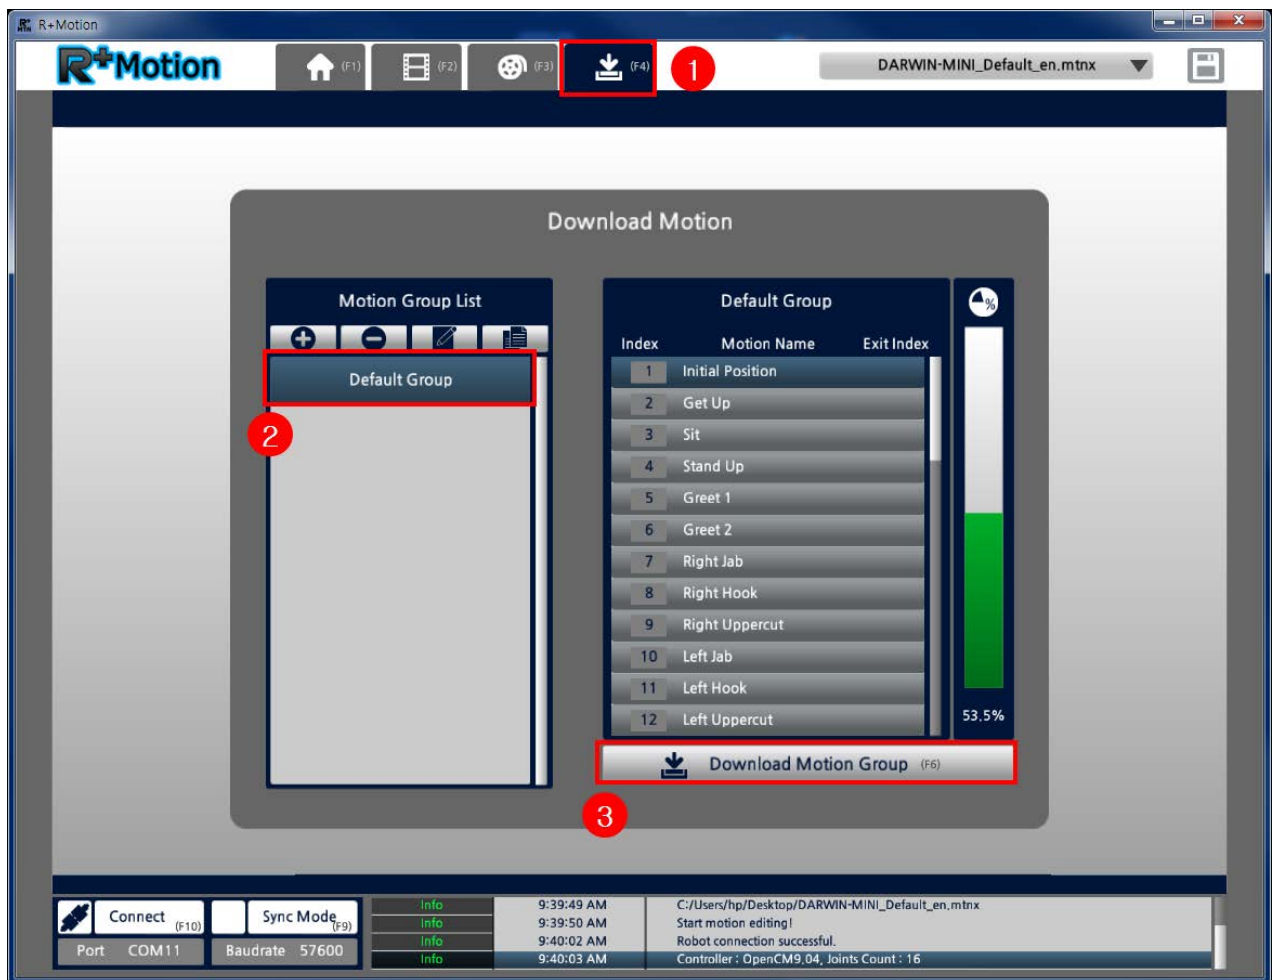 R+Motion
R+Motion (F1) (F2) (F3) (F4) 1 DARWIN-MINI_Default_en.mtnx
Download Motion
Motion Group List
Default Group
2
Default Group
Index Motion Name Exit Index
1 Initial Position
2 Get Up
3 Sit
4 Stand Up
5 Greet 1
6 Greet 2
7 Right Jab
8 Right Hook
9 Right Uppercut
10 Left Jab
11 Left Hook
12 Left Uppercut
%
53.5%
Download Motion Group (F6)
3
Connect (F10) Sync Mode (F9)
Port COM11 Baudrate 57600
Info 9:39:49 AM C:/Users/hp/Desktop/DARWIN-MINI_Default_en.mtnx
Info 9:39:50 AM Start motion editing!
Info 9:40:02 AM Robot connection successful.
Info 9:40:03 AM Controller : OpenCM9.04, Joints Count : 16